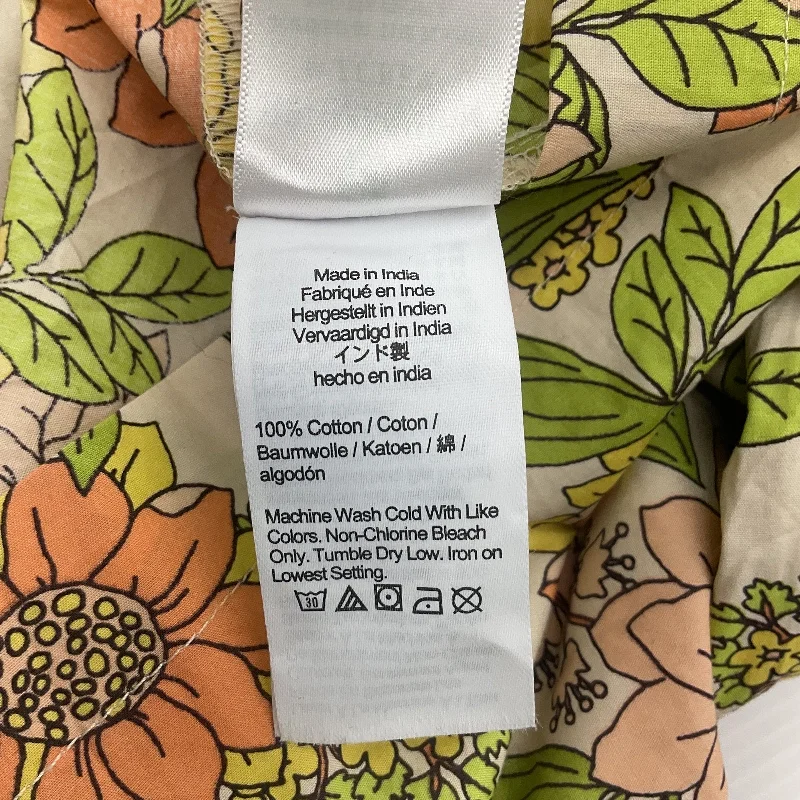 Made in India
Fabriqué en Inde
Hergestellt in Indien
Vervaardigd in India
インド製
hecho en india
100% Cotton / Coton /
Baumwolle / Katoen / 綿 /
algodón
Machine Wash Cold With Like
Colors. Non-Chlorine Bleach
Only. Tumble Dry Low. Iron on
Lowest Setting.
30